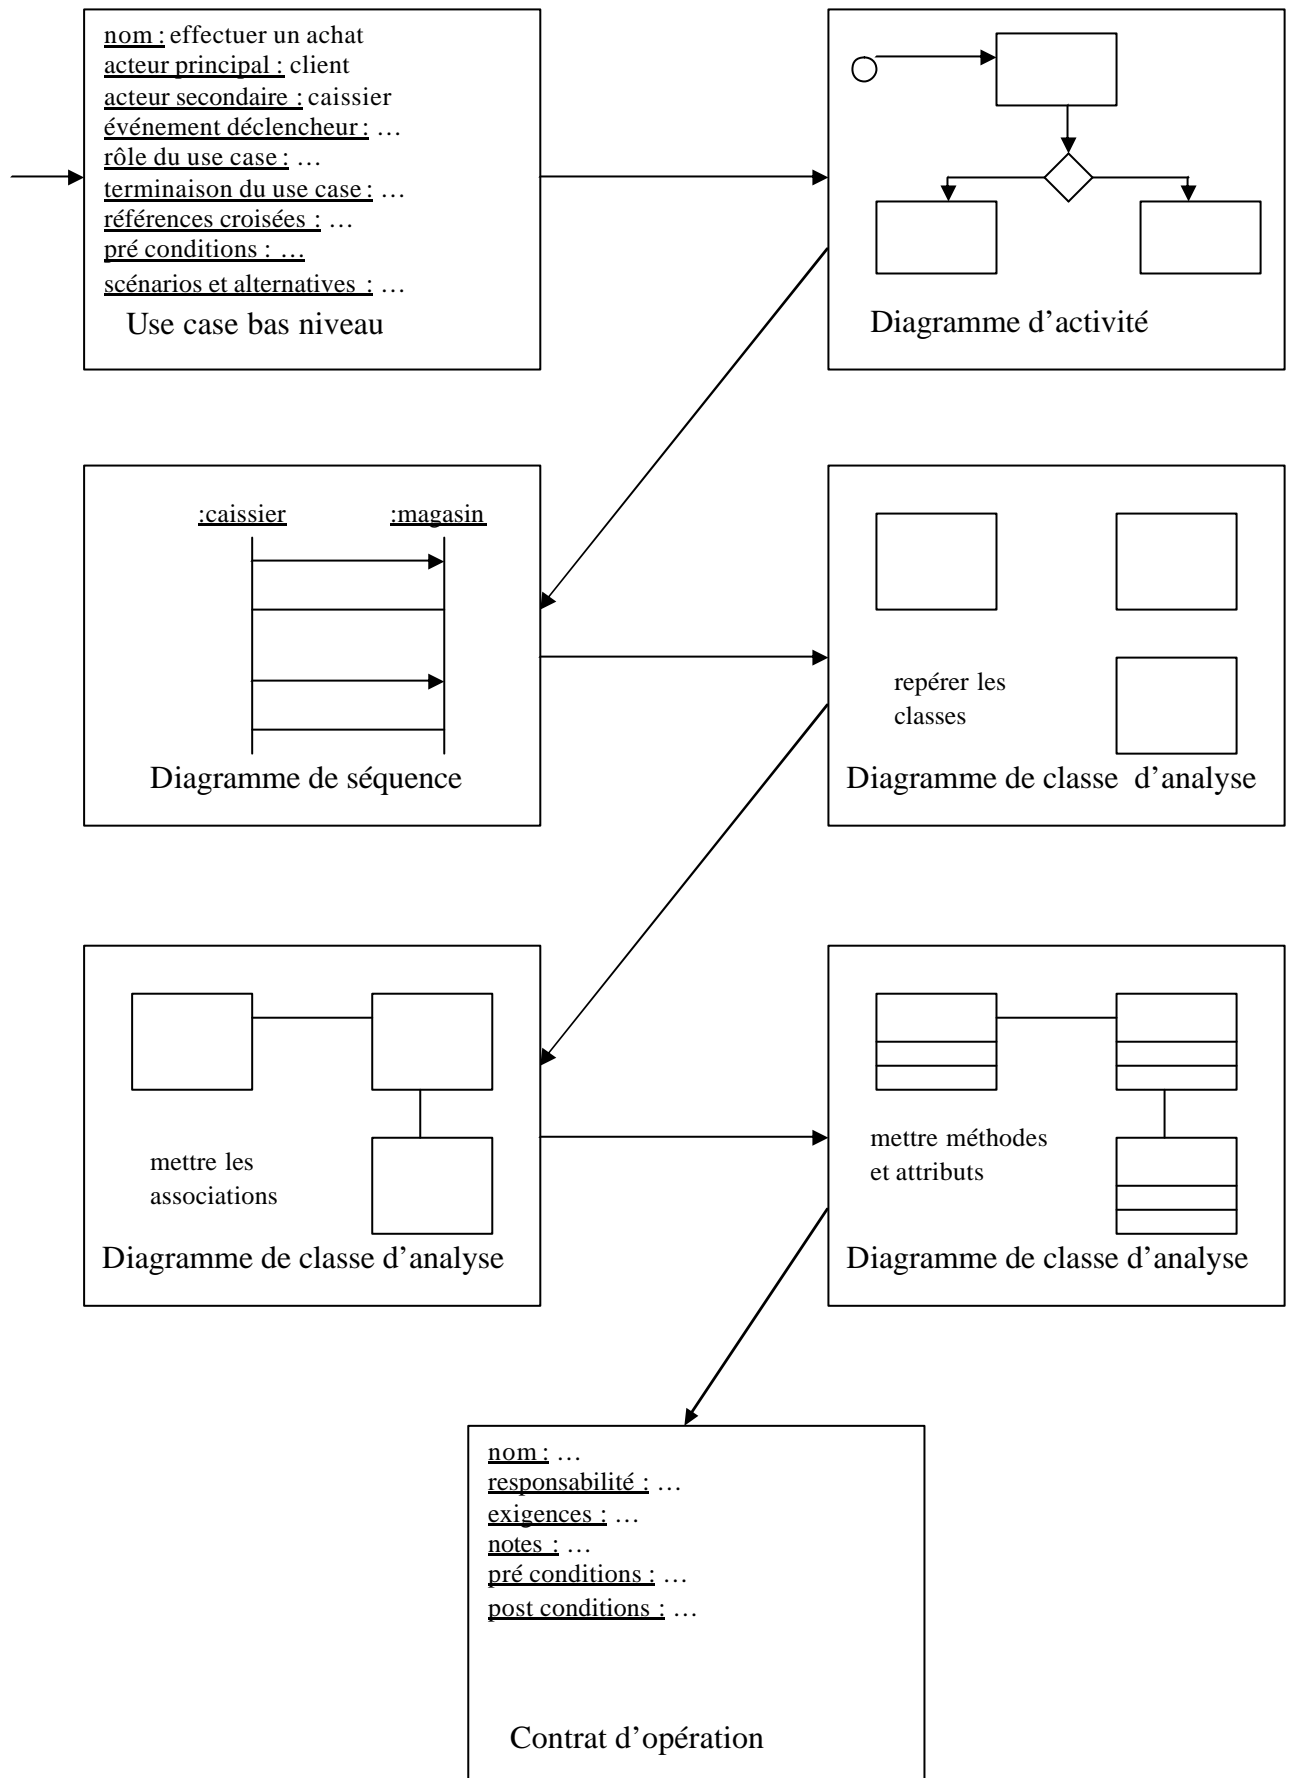 nom : effectuer un achat
acteur principal : client
acteur secondaire : caissier
événement déclencheur : …
rôle du use case : …
terminaison du use case : …
références croisées : …
pré conditions : …
scénarios et alternatives : …
Use case bas niveau
Diagramme d’activité
:caissier :magasin
Diagramme de séquence
repérer les
classes
Diagramme de classe d’analyse
mettre les
associations
Diagramme de classe d’analyse
mettre méthodes
et attributs
Diagramme de classe d’analyse
nom : …
responsabilité : …
exigences : …
notes : …
pré conditions : …
post conditions : …
Contrat d’opération